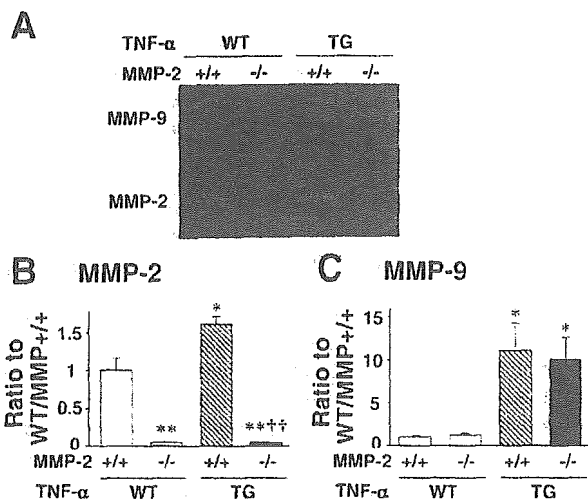 A
TNF-α WT TG
MMP-2 +/+ -/- +/+ -/-
MMP-9
MMP-2
B MMP-2
Ratio to WT/MMP+/+
1.5
1
0.5
0
*
**
**††
MMP-2 +/+ -/- +/+ -/-
TNF-α WT TG
C MMP-9
Ratio to WT/MMP+/+
15
10
5
0
*
*
MMP-2 +/+ -/- +/+ -/-
TNF-α WT TG